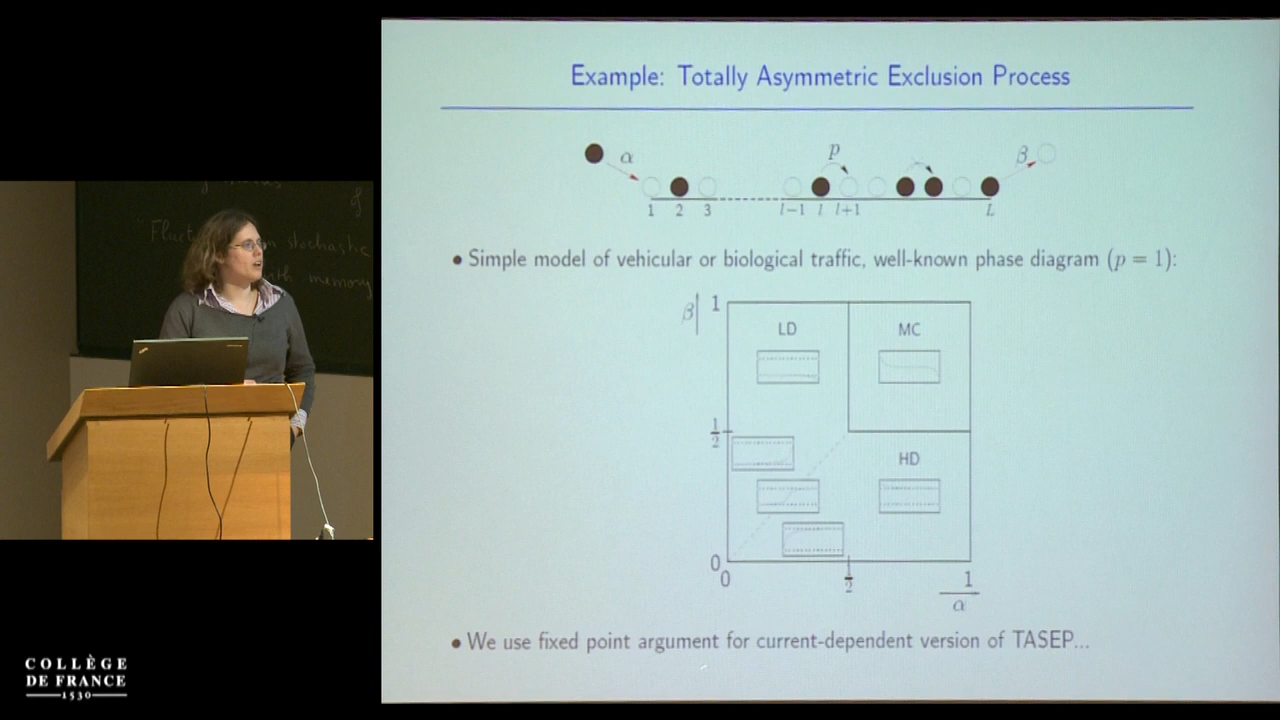 Example: Totally Asymmetric Exclusion Process
α p β
1 2 3 l−1 l l+1 L
• Simple model of vehicular or biological traffic, well-known phase diagram (p = 1):
β 1
LD MC
1/2
HD
0
0 1/2 1
α
• We use fixed point argument for current-dependent version of TASEP...
stochastic
memory
COLLÈGE
DE FRANCE
1530